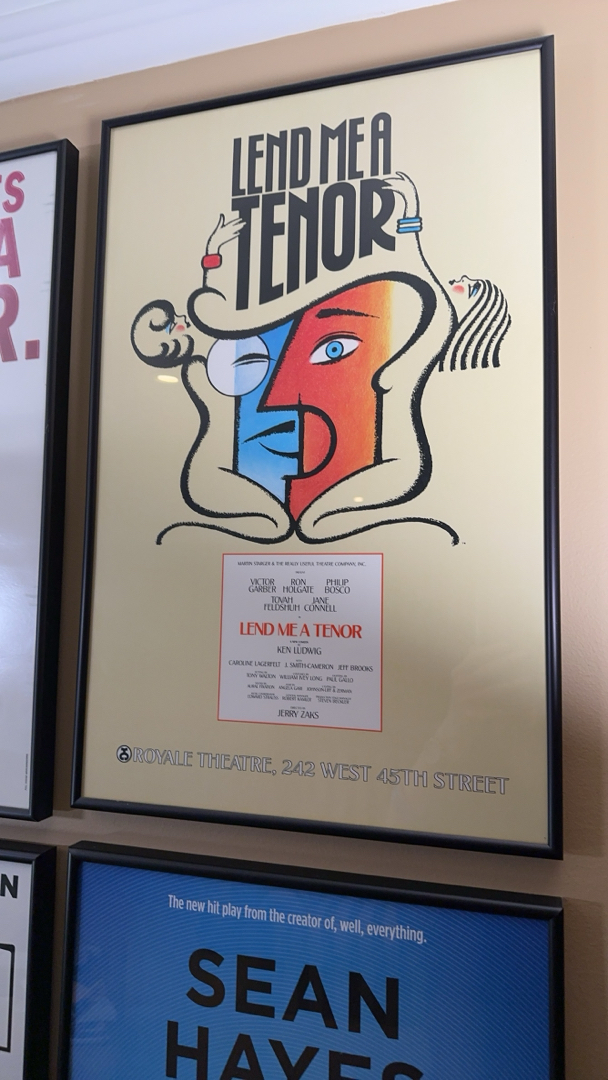 LEND ME A
TENOR
MARTIN STARGER & THE REALLY USEFUL THEATRE COMPANY, INC.
VICTOR RON PHILIP
GARBER HOLGATE BOSCO
TOVAH JANE
FELDSHUH CONNELL
in
LEND ME A TENOR
KEN LUDWIG
CAROLINE LAGERFELT J. SMITH-CAMERON JEFF BROOKS
TONY WALTON WILLIAM IVEY LONG PAUL GALLO
JERRY ZAKS
ROYALE THEATRE, 242 WEST 45TH STREET
The new hit play from the creator of, well, everything.
SEAN
HAYES
S
A
R.
N